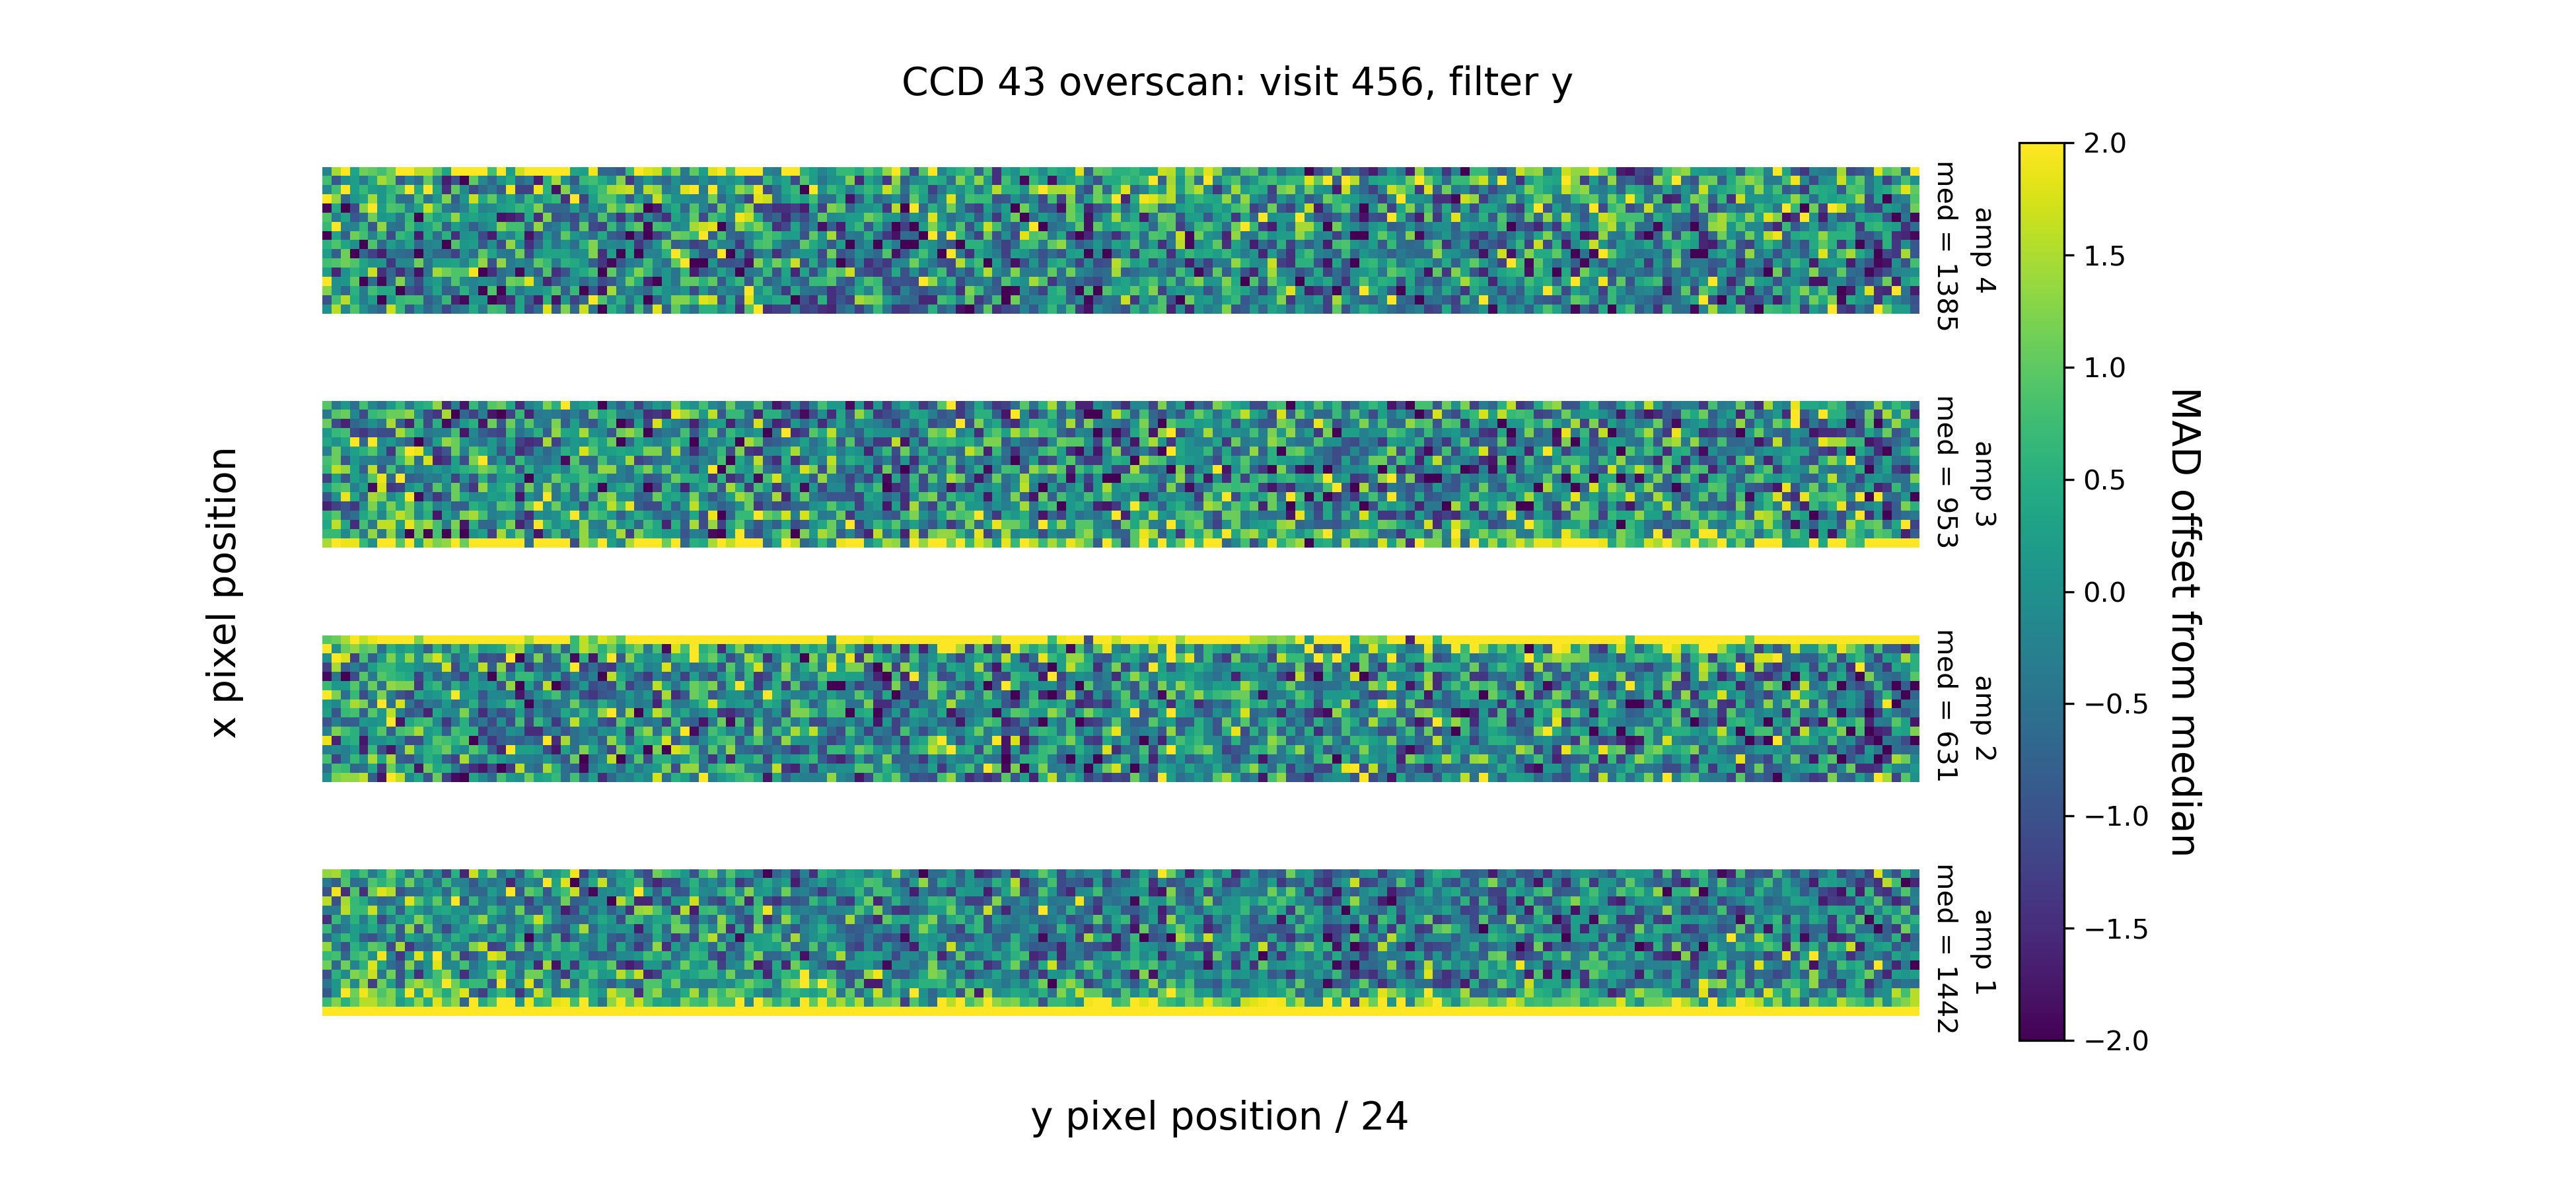 CCD 43 overscan: visit 456, filter y
x pixel position
amp 4
med = 1385
amp 3
med = 953
amp 2
med = 631
amp 1
med = 1442
y pixel position / 24
2.0
1.5
1.0
0.5
0.0
−0.5
−1.0
−1.5
−2.0
MAD offset from median